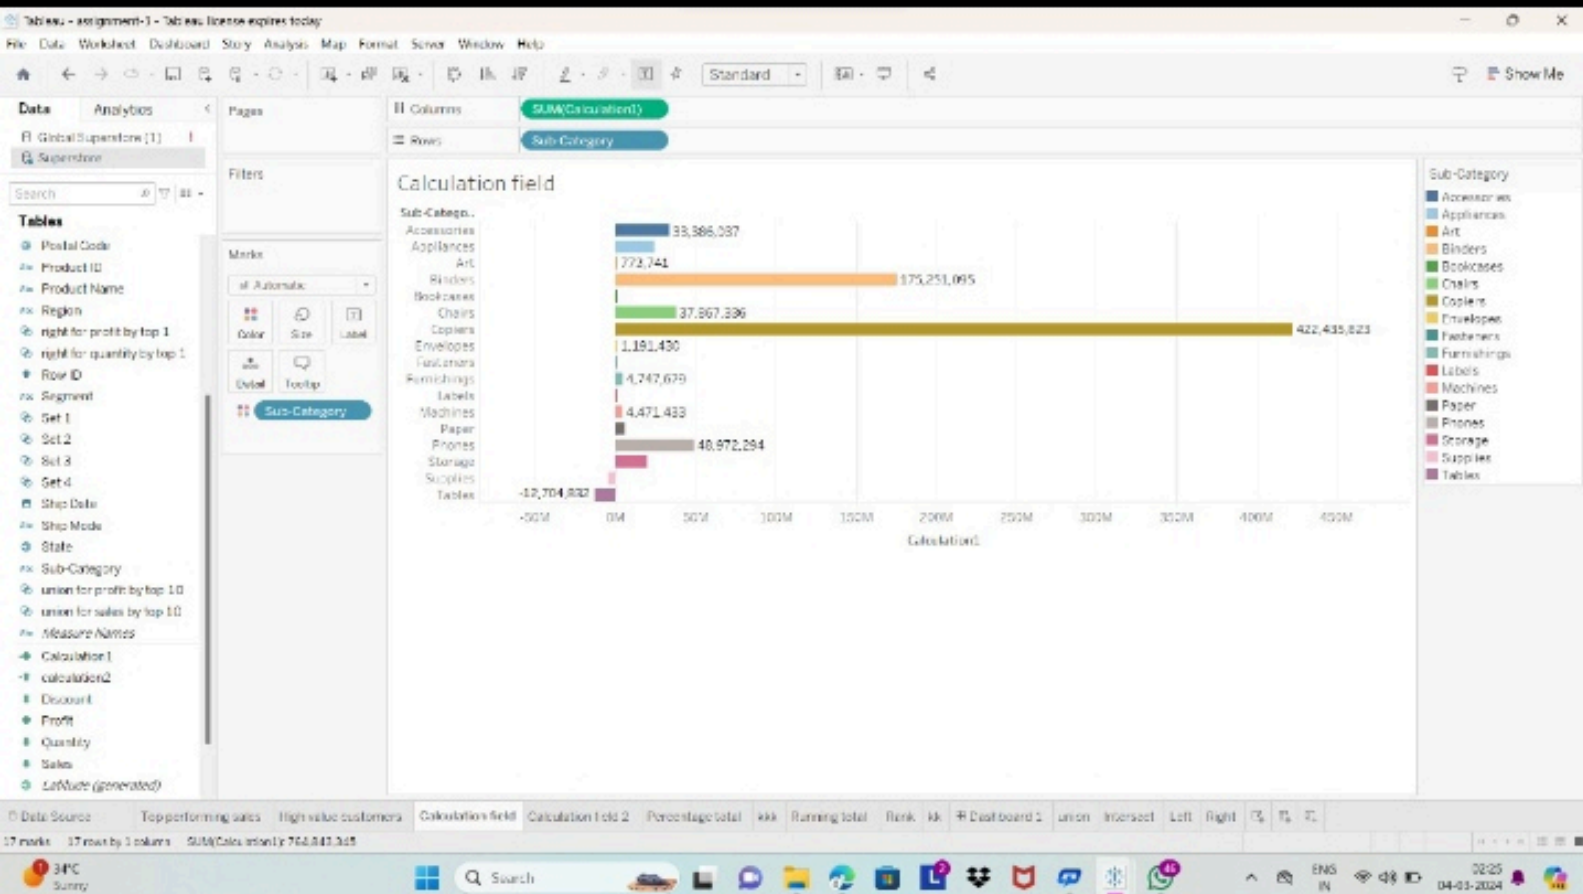 Tableau - assignment-1 - Tableau license expires today
File Data Worksheet Dashboard Story Analysis Map Format Server Window Help
Standard
Show Me
Data Analytics
Pages
Columns SUM(Calculation1)
Rows Sub-Category
Global Superstore (1)
Superstore
Search
Tables
Postal Code
Product ID
Product Name
Region
right for profit by top 1
right for quantity by top 1
Row ID
Segment
Set 1
Set 2
Set 3
Set 4
Ship Date
Ship Mode
State
Sub-Category
union for profit by top 10
union for sales by top 10
Measure Names
Calculation1
calculation2
Discount
Profit
Quantity
Sales
Latitude (generated)
Filters
Marks
Automatic
Color Size Label
Detail Tooltip
Sub-Category
Calculation field
Sub-Catego..
Accessories 33,386,037
Appliances
Art 773,741
Binders 175,251,095
Bookcases
Chairs 37,867,336
Copiers 422,435,823
Envelopes 1,191,430
Fasteners
Furnishings 4,747,679
Labels
Machines 4,471,433
Paper
Phones 48,972,294
Storage
Supplies
Tables -12,704,832
-50M 0M 50M 100M 150M 200M 250M 300M 350M 400M 450M
Calculation1
Sub-Category
Accessories
Appliances
Art
Binders
Bookcases
Chairs
Copiers
Envelopes
Fasteners
Furnishings
Labels
Machines
Paper
Phones
Storage
Supplies
Tables
Data Source Top performing sales High value customers Calculation field Calculation field 2 Percentage total kkk Running total Rank kk Dashboard 1 union Intersect Left Right
17 marks 17 rows by 1 column SUM(Calculation1): 764,843,345
34°C
Sunny
Search
ENG
IN
02:25
04-03-2024